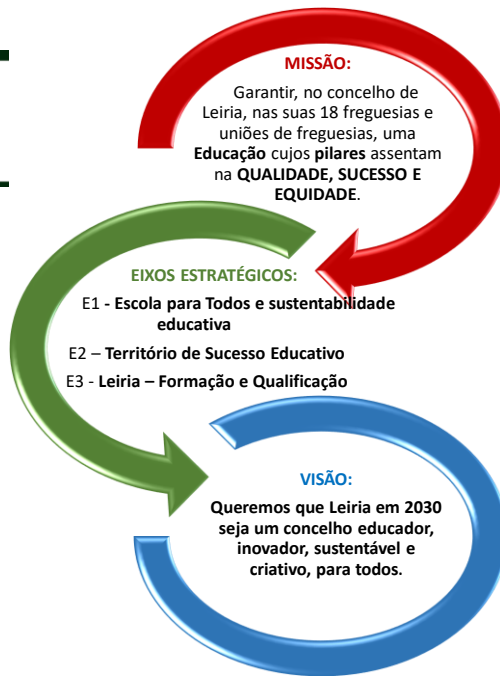 MISSÃO:
Garantir, no concelho de
Leiria, nas suas 18 freguesias e
uniões de freguesias, uma
Educação cujos pilares assentam
na QUALIDADE, SUCESSO E
EQUIDADE.
EIXOS ESTRATÉGICOS:
E1 - Escola para Todos e sustentabilidade
educativa
E2 – Território de Sucesso Educativo
E3 - Leiria – Formação e Qualificação
VISÃO:
Queremos que Leiria em 2030
seja um concelho educador,
inovador, sustentável e
criativo, para todos.